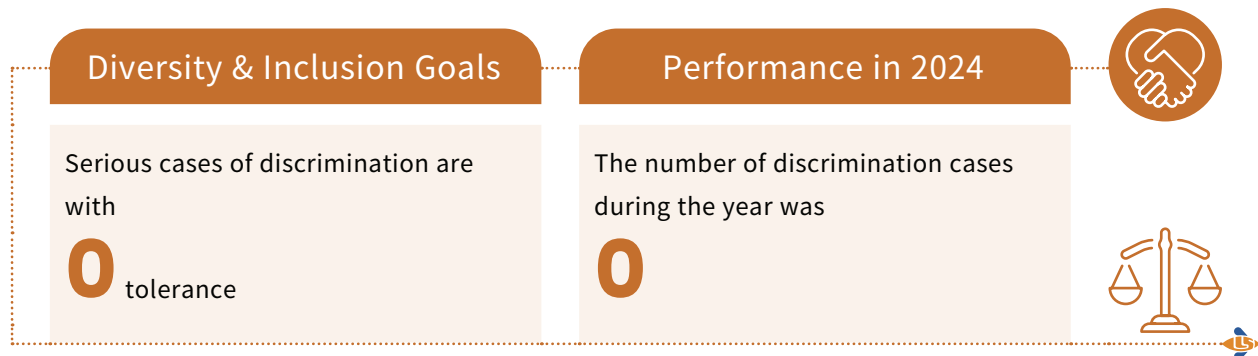 Diversity & Inclusion Goals
Serious cases of discrimination are
with
0 tolerance
Performance in 2024
The number of discrimination cases
during the year was
0